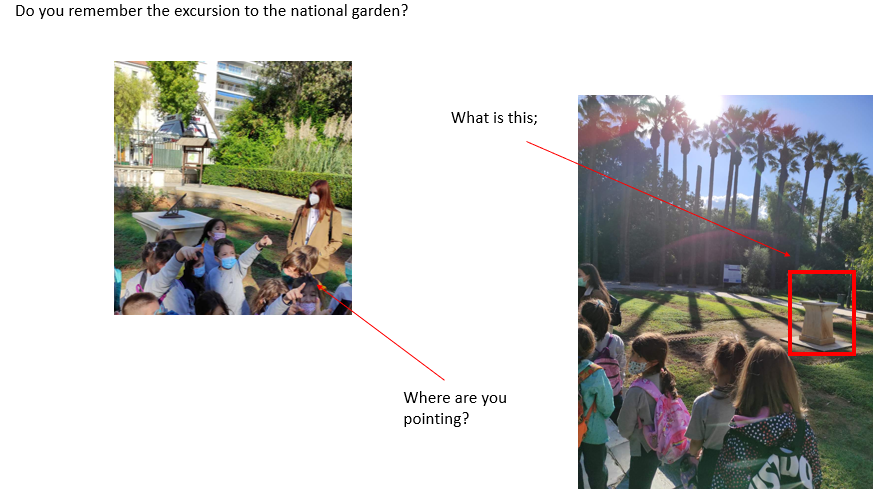 Do you remember the excursion to the national garden?
What is this;
Where are you
pointing?